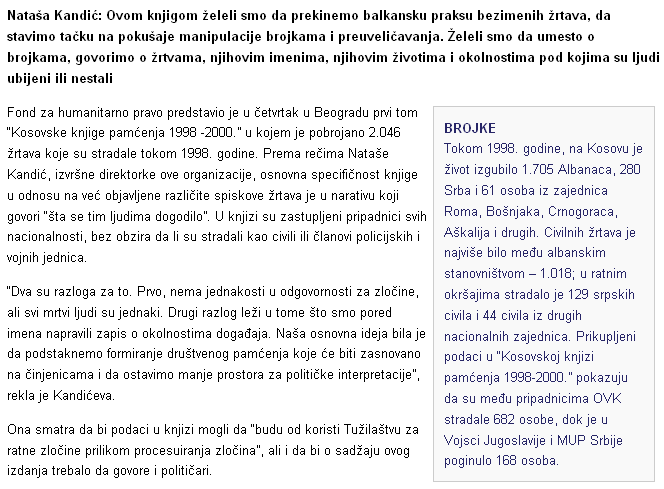 Nataša Kandić: Ovom knjigom želeli smo da prekinemo balkansku praksu bezimenih žrtava, da
stavimo tačku na pokušaje manipulacije brojkama i preuveličavanja. Želeli smo da umesto o
brojkama, govorimo o žrtvama, njihovim imenima, njihovim životima i okolnostima pod kojima su ljudi
ubijeni ili nestali
Fond za humanitarno pravo predstavio je u četvrtak u Beogradu prvi tom
"Kosovske knjige pamćenja 1998 -2000." u kojem je pobrojano 2.046
žrtava koje su stradale tokom 1998. godine. Prema rečima Nataše
Kandić, izvršne direktorke ove organizacije, osnovna specifičnost knjige
u odnosu na već objavljene različite spiskove žrtava je u narativu koji
govori "šta se tim ljudima dogodilo". U knjizi su zastupljeni pripadnici svih
nacionalnosti, bez obzira da li su stradali kao civili ili članovi policijskih i
vojnih jednica.
"Dva su razloga za to. Prvo, nema jednakosti u odgovornosti za zločine,
ali svi mrtvi ljudi su jednaki. Drugi razlog leži u tome što smo pored
imena napravili zapis o okolnostima događaja. Naša osnovna ideja bila je
da podstaknemo formiranje društvenog pamćenja koje će biti zasnovano
na činjenicama i da ostavimo manje prostora za političke interpretacije",
rekla je Kandićeva.
Ona smatra da bi podaci u knjizi mogli da "budu od koristi Tužilaštvu za
ratne zločine prilikom procesuiranja zločina", ali i da bi o sadžaju ovog
izdanja trebalo da govore i političari.
BROJKE
Tokom 1998. godine, na Kosovu je
život izgubilo 1.705 Albanaca, 280
Srba i 61 osoba iz zajednica
Roma, Bošnjaka, Crnogoraca,
Aškalija i drugih. Civilnih žrtava je
najviše bilo među albanskim
stanovništvom – 1.018; u ratnim
okršajima stradalo je 129 srpskih
civila i 44 civila iz drugih
nacionalnih zajednica. Prikupljeni
podaci u "Kosovskoj knjizi
pamćenja 1998-2000." pokazuju
da su među pripadnicima OVK
stradale 682 osobe, dok je u
Vojsci Jugoslavije i MUP Srbije
poginulo 168 osoba.